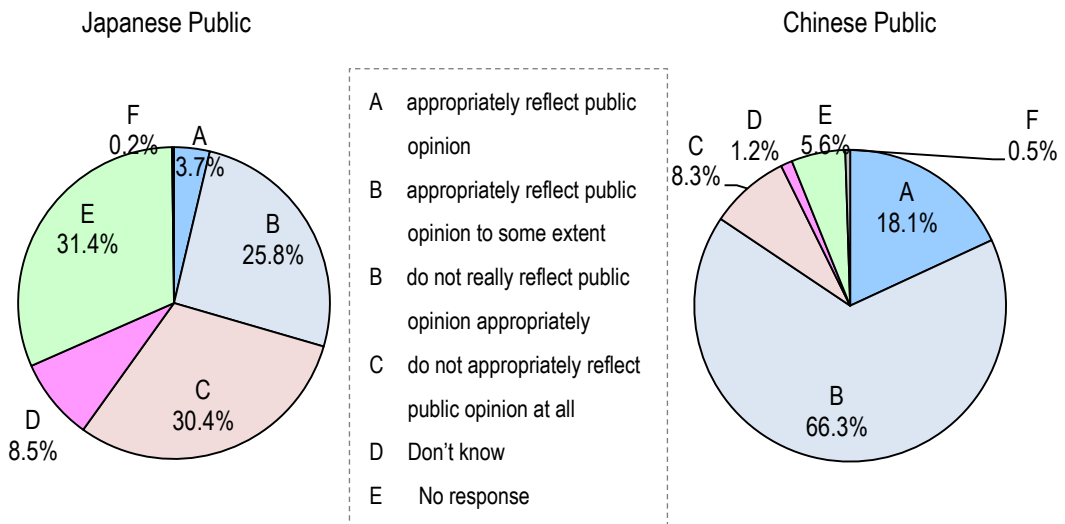 Japanese Public
F
0.2%
A
3.7%
B
25.8%
C
30.4%
D
8.5%
E
31.4%
A appropriately reflect public
opinion
B appropriately reflect public
opinion to some extent
B do not really reflect public
opinion appropriately
C do not appropriately reflect
public opinion at all
D Don't know
E No response
Chinese Public
A
18.1%
B
66.3%
C
8.3%
D
1.2%
E
5.6%
F
0.5%